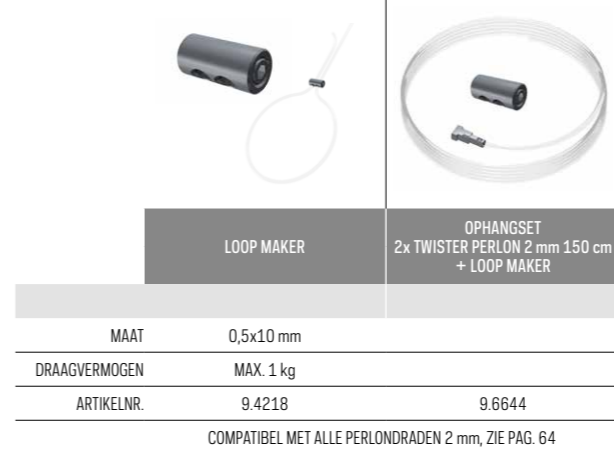 LOOP MAKER
OPHANGSET
2x TWISTER PERLON 2 mm 150 cm
+ LOOP MAKER
MAAT 0,5x10 mm
DRAAGVERMOGEN MAX. 1 kg
ARTIKELNR. 9.4218 9.6644
COMPATIBEL MET ALLE PERLONDRADEN 2 mm, ZIE PAG. 64